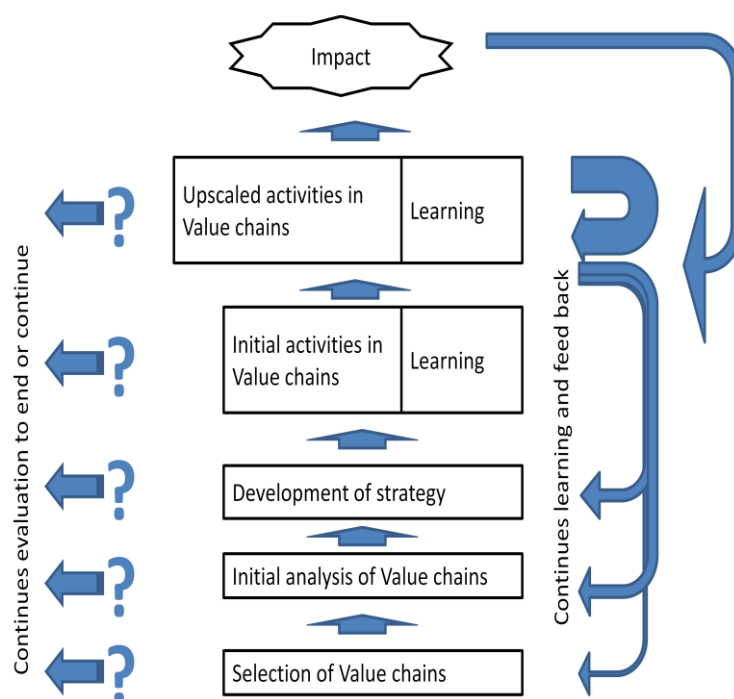 Impact
Upscaled activities in
Value chains
Learning
?
Initial activities in
Value chains
Learning
?
Development of strategy
?
Initial analysis of Value chains
?
Selection of Value chains
?
Continues evaluation to end or continue
Continues learning and feed back